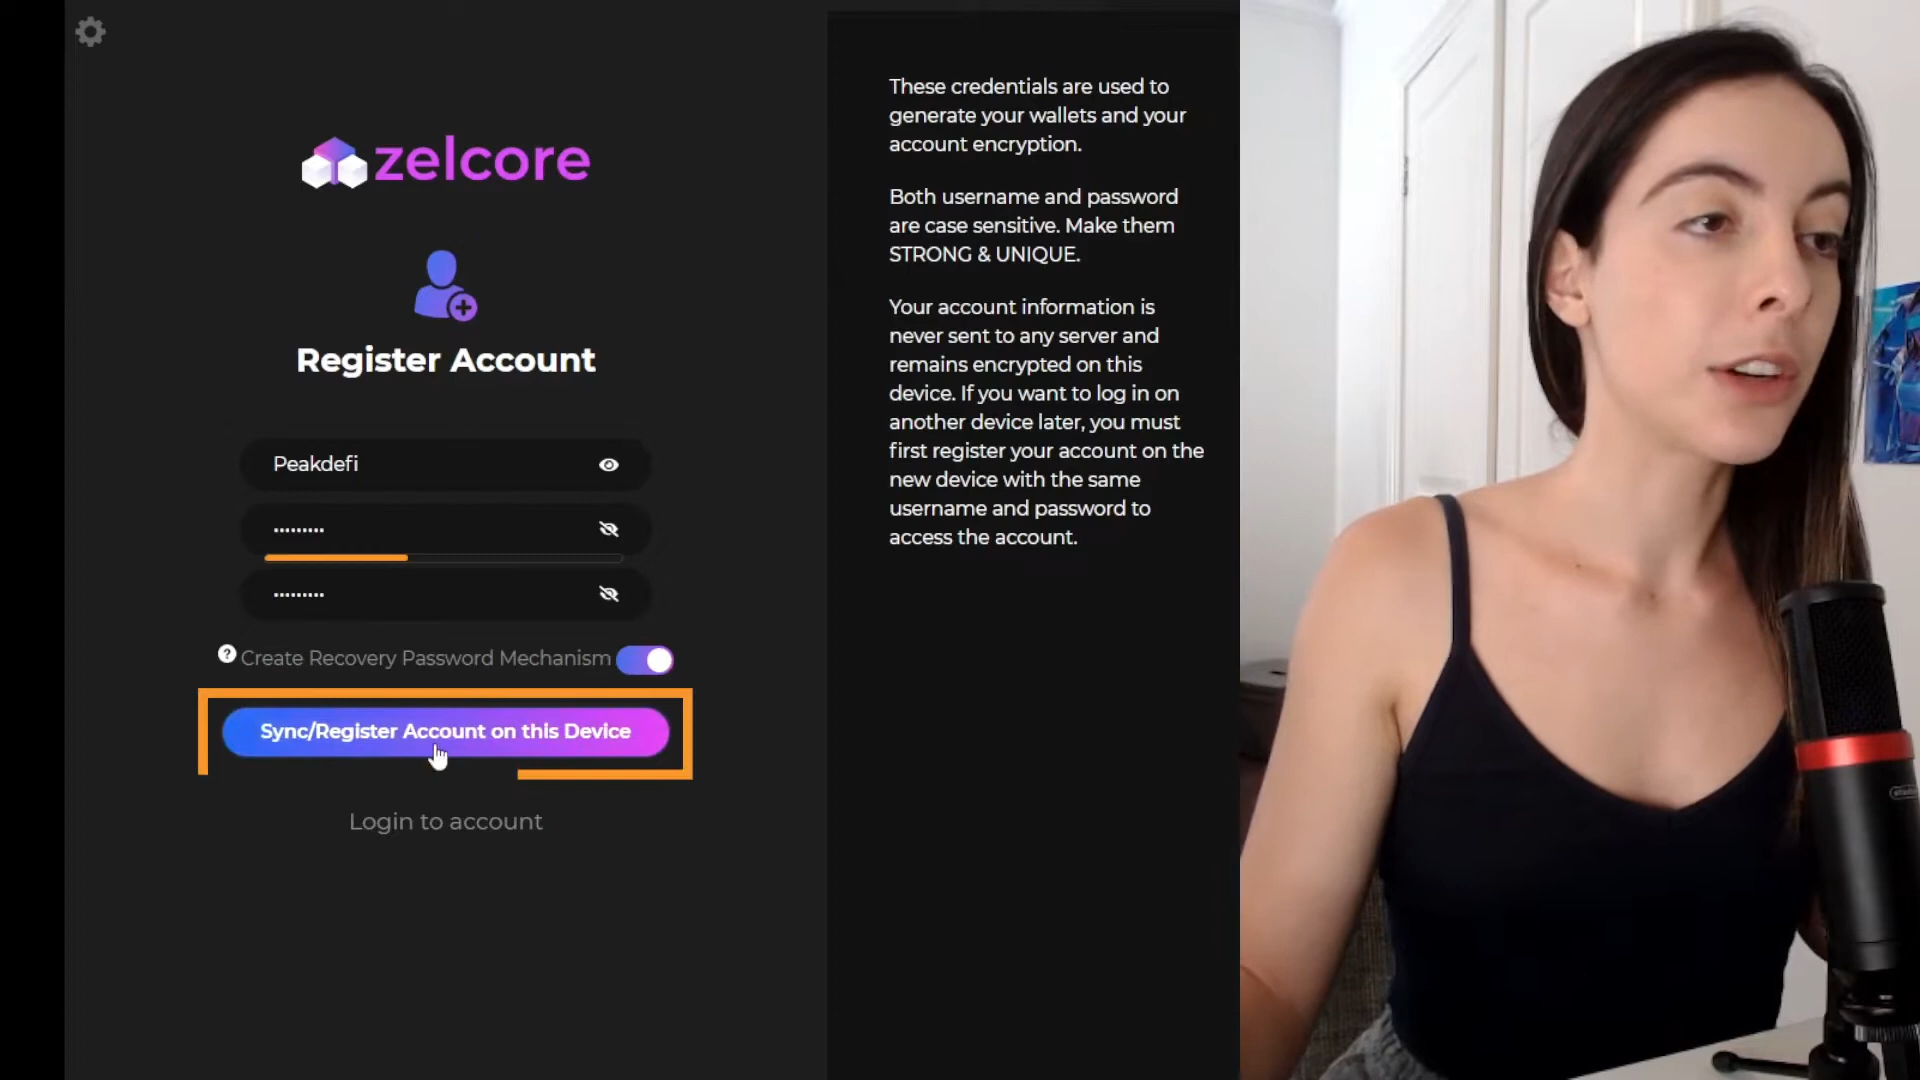 zelcore
Register Account
Peakdefi
•••••••••
•••••••••
Create Recovery Password Mechanism
Sync/Register Account on this Device
Login to account
These credentials are used to
generate your wallets and your
account encryption.
Both username and password
are case sensitive. Make them
STRONG & UNIQUE.
Your account information is
never sent to any server and
remains encrypted on this
device. If you want to log in on
another device later, you must
first register your account on the
new device with the same
username and password to
access the account.